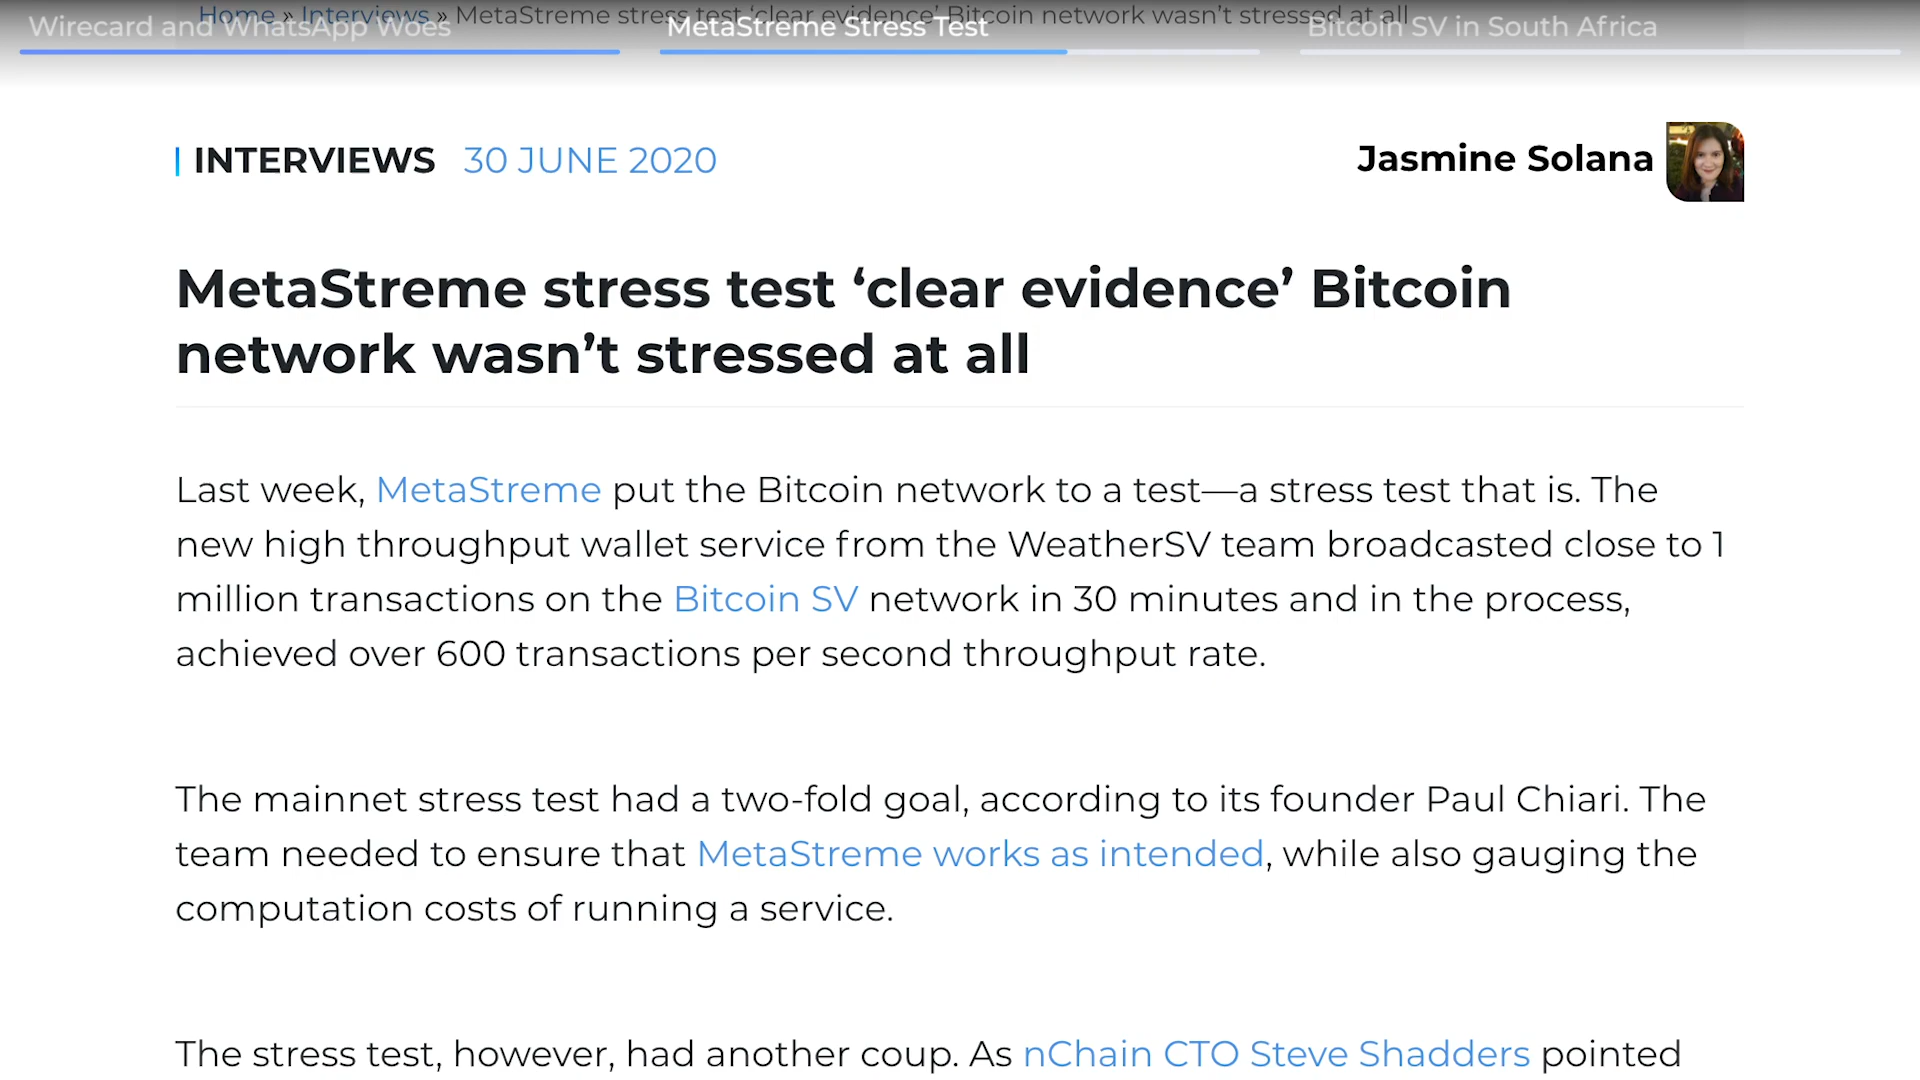 Home » Interviews » MetaStreme stress test ‘clear evidence’ Bitcoin network wasn’t stressed at all
Wirecard and WhatsApp Woes
MetaStreme Stress Test
Bitcoin SV in South Africa
INTERVIEWS 30 JUNE 2020
Jasmine Solana
MetaStreme stress test ‘clear evidence’ Bitcoin
network wasn’t stressed at all
Last week, MetaStreme put the Bitcoin network to a test—a stress test that is. The
new high throughput wallet service from the WeatherSV team broadcasted close to 1
million transactions on the Bitcoin SV network in 30 minutes and in the process,
achieved over 600 transactions per second throughput rate.
The mainnet stress test had a two-fold goal, according to its founder Paul Chiari. The
team needed to ensure that MetaStreme works as intended, while also gauging the
computation costs of running a service.
The stress test, however, had another coup. As nChain CTO Steve Shadders pointed